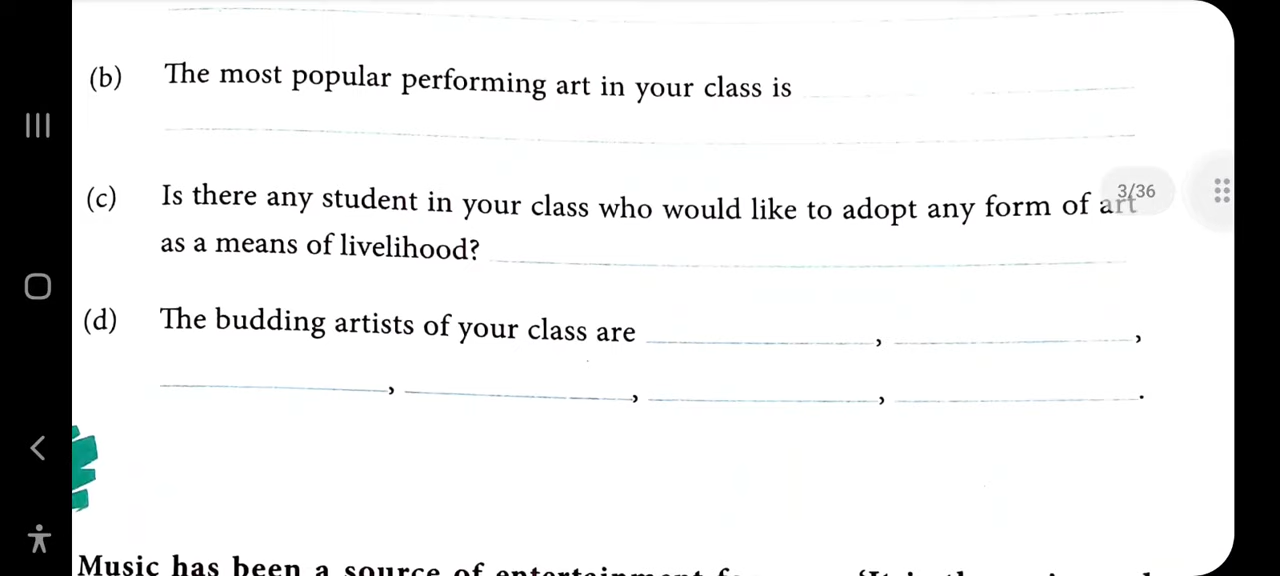 (b) The most popular performing art in your class is
(c) Is there any student in your class who would like to adopt any form of art
3/36
as a means of livelihood?
(d) The budding artists of your class are , ,
, , , .
Music has been a source of entertainment